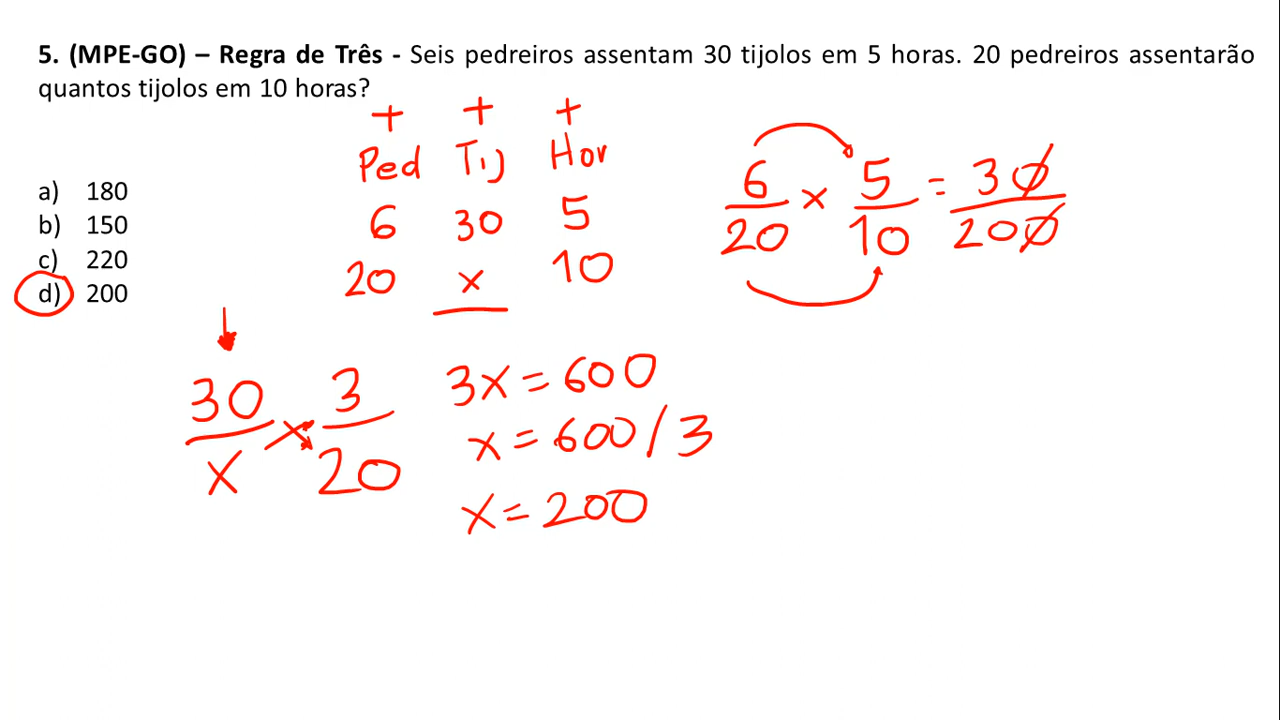 5. (MPE-GO) – Regra de Três - Seis pedreiros assentam 30 tijolos em 5 horas. 20 pedreiros assentarão
quantos tijolos em 10 horas?
a) 180
b) 150
c) 220
d) 200
+ + +
Ped Tij Hor
6 30 5
20 x 10
6/20 x 5/10 = 30/200
30/x x 3/20
3x = 600
x = 600/3
x = 200